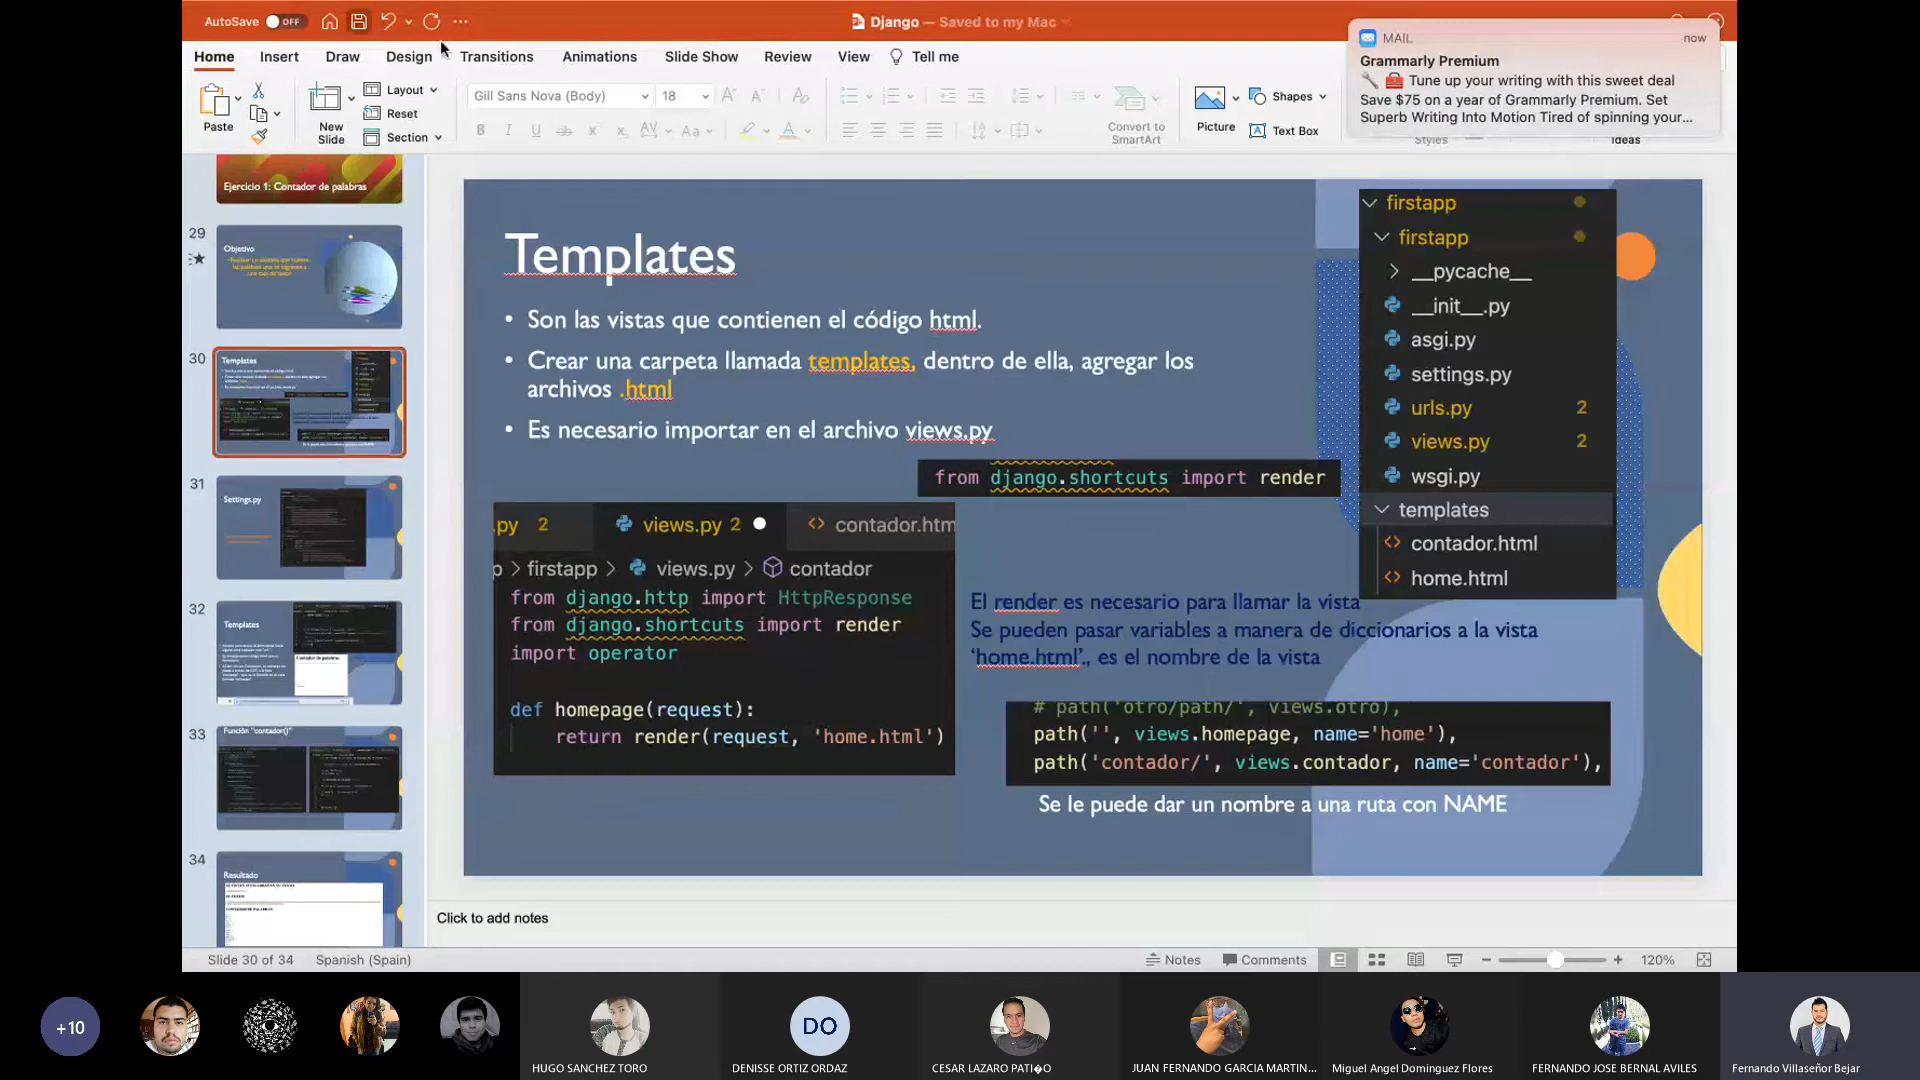 AutoSave OFF
Django — Saved to my Mac
MAIL now
Grammarly Premium
🔧 🧰 Tune up your writing with this sweet deal
Save $75 on a year of Grammarly Premium. Set
Superb Writing Into Motion Tired of spinning your...
Home Insert Draw Design Transitions Animations Slide Show Review View Tell me
Paste
New Slide
Layout
Reset
Section
Gill Sans Nova (Body) 18
Convert to SmartArt
Picture
Shapes
Text Box
Styles
Ideas
Ejercicio 1: Contador de palabras
29
Objetivo
30
Templates
31
Settings.py
32
Templates
Contador de palabras
33
Función "contador()"
34
Resultado
Templates
• Son las vistas que contienen el código html.
• Crear una carpeta llamada templates, dentro de ella, agregar los
archivos .html
• Es necesario importar en el archivo views.py
from django.shortcuts import render
.py 2 views.py 2 contador.htm
p > firstapp > views.py > contador
from django.http import HttpResponse
from django.shortcuts import render
import operator
def homepage(request):
return render(request, 'home.html')
firstapp
firstapp
__pycache__
__init__.py
asgi.py
settings.py
urls.py 2
views.py 2
wsgi.py
templates
contador.html
home.html
El render es necesario para llamar la vista
Se pueden pasar variables a manera de diccionarios a la vista
‘home.html’., es el nombre de la vista
# path('otro/path/', views.otro),
path('', views.homepage, name='home'),
path('contador/', views.contador, name='contador'),
Se le puede dar un nombre a una ruta con NAME
Click to add notes
Slide 30 of 34 Spanish (Spain) Notes Comments 120%
+10
DO
HUGO SANCHEZ TORO
DENISSE ORTIZ ORDAZ
CESAR LAZARO PATI�O
JUAN FERNANDO GARCIA MARTIN...
Miguel Angel Dominguez Flores
FERNANDO JOSE BERNAL AVILES
Fernando Villaseñor Bejar